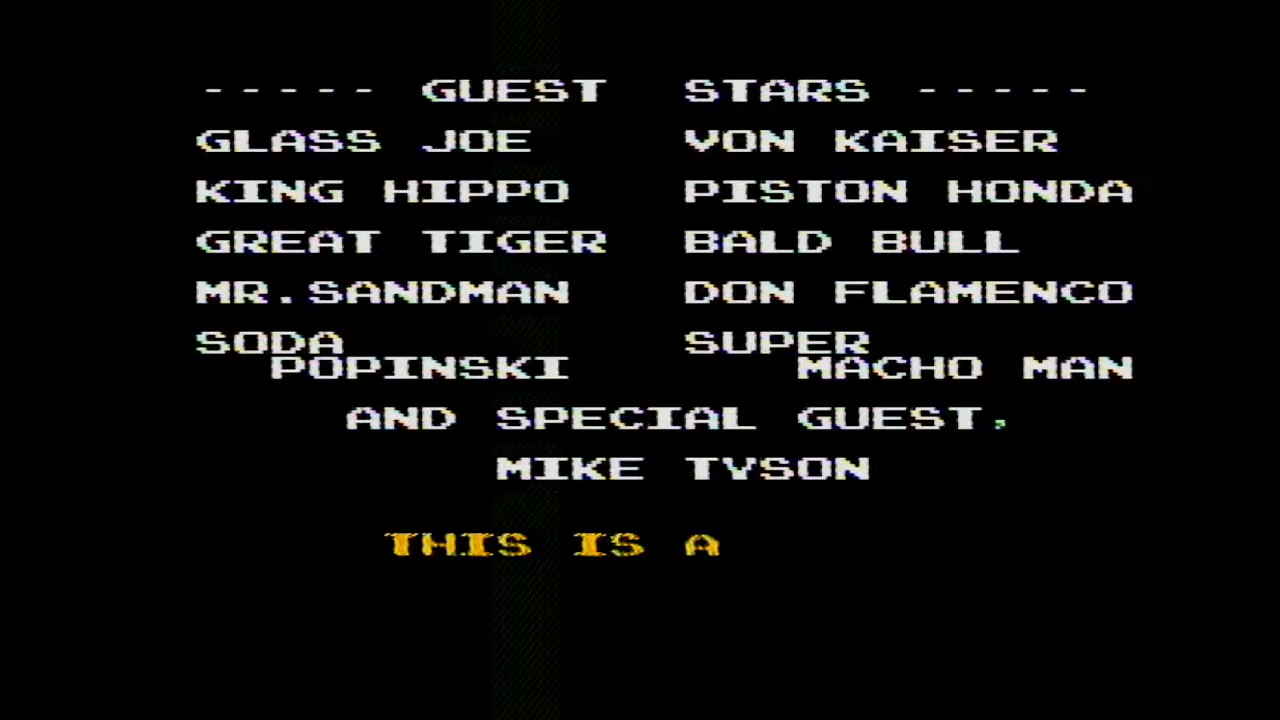 ----- GUEST STARS -----
GLASS JOE VON KAISER
KING HIPPO PISTON HONDA
GREAT TIGER BALD BULL
MR.SANDMAN DON FLAMENCO
SODA SUPER
POPINSKI MACHO MAN
AND SPECIAL GUEST,
MIKE TYSON
THIS IS A